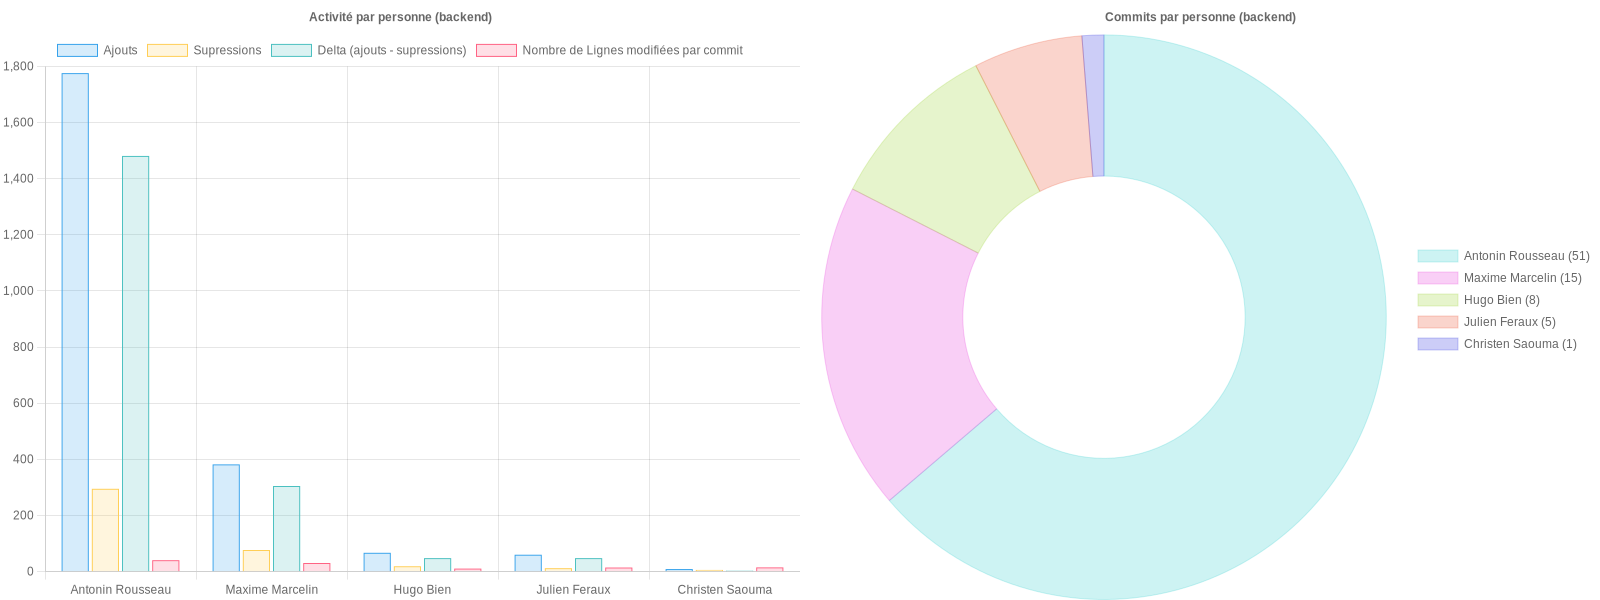 Activité par personne (backend)
Ajouts
Supressions
Delta (ajouts - supressions)
Nombre de Lignes modifiées par commit
1,800
1,600
1,400
1,200
1,000
800
600
400
200
0
Antonin Rousseau
Maxime Marcelin
Hugo Bien
Julien Feraux
Christen Saouma
Commits par personne (backend)
Antonin Rousseau (51)
Maxime Marcelin (15)
Hugo Bien (8)
Julien Feraux (5)
Christen Saouma (1)